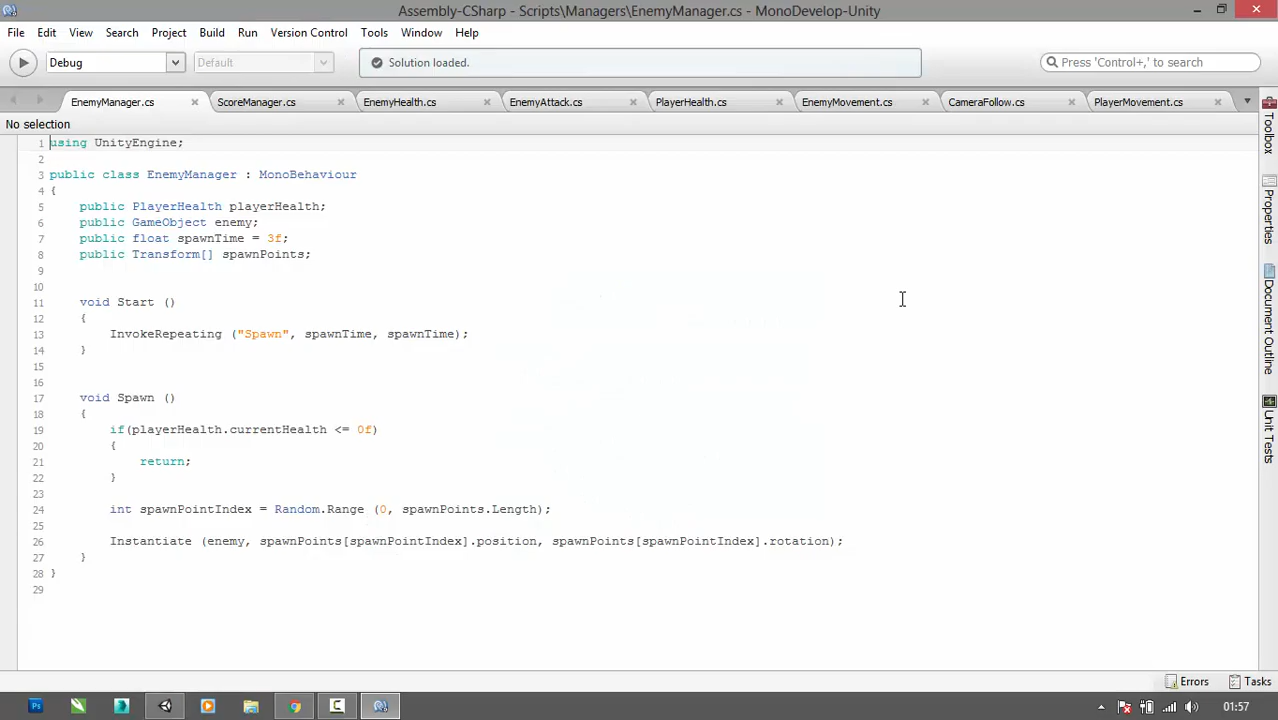 Assembly-CSharp - Scripts\Managers\EnemyManager.cs - MonoDevelop-Unity
File Edit View Search Project Build Run Version Control Tools Window Help
Debug Default Solution loaded. Press 'Control+,' to search
EnemyManager.cs ScoreManager.cs EnemyHealth.cs EnemyAttack.cs PlayerHealth.cs EnemyMovement.cs CameraFollow.cs PlayerMovement.cs
No selection
1 using UnityEngine;
2
3 public class EnemyManager : MonoBehaviour
4 {
5 public PlayerHealth playerHealth;
6 public GameObject enemy;
7 public float spawnTime = 3f;
8 public Transform[] spawnPoints;
9
10
11 void Start ()
12 {
13 InvokeRepeating ("Spawn", spawnTime, spawnTime);
14 }
15
16
17 void Spawn ()
18 {
19 if(playerHealth.currentHealth <= 0f)
20 {
21 return;
22 }
23
24 int spawnPointIndex = Random.Range (0, spawnPoints.Length);
25
26 Instantiate (enemy, spawnPoints[spawnPointIndex].position, spawnPoints[spawnPointIndex].rotation);
27 }
28 }
29
Toolbox
Properties
Document Outline
Unit Tests
Errors Tasks
01:57